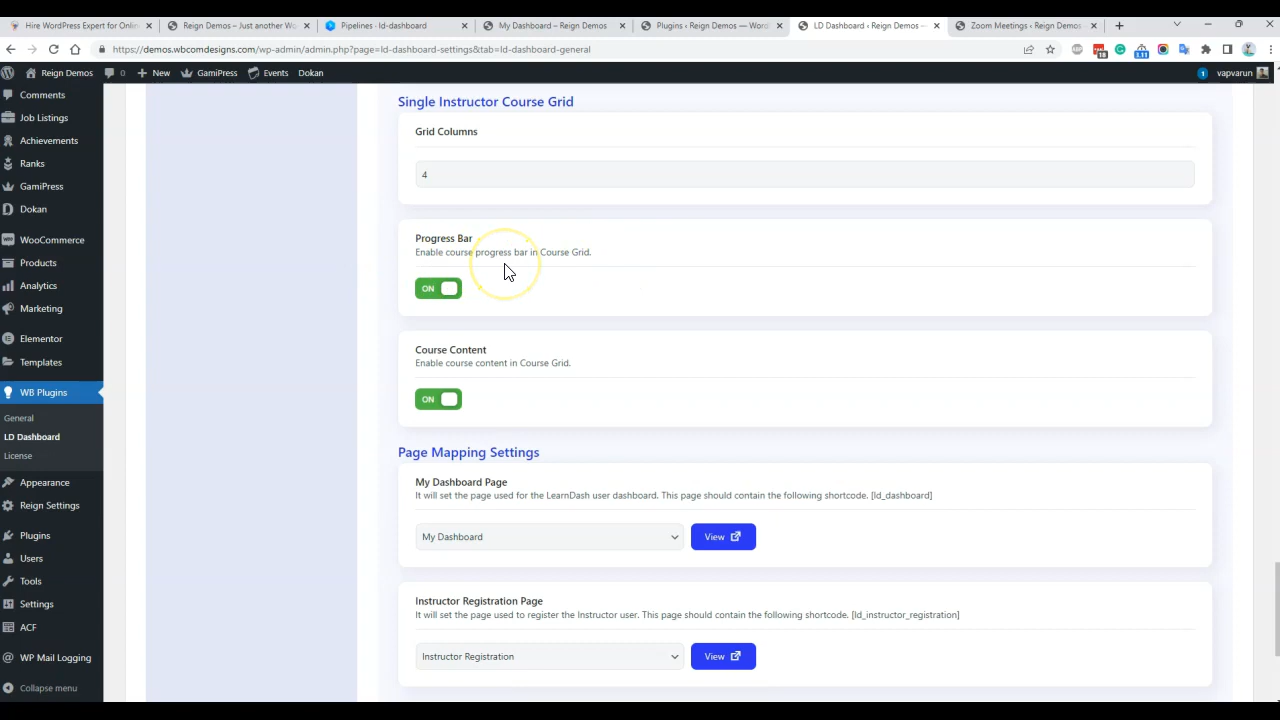 Hire WordPress Expert for Onlin
Reign Demos – Just another Wo
Pipelines · ld-dashboard
My Dashboard – Reign Demos
Plugins ‹ Reign Demos — Word
LD Dashboard ‹ Reign Demos —
Zoom Meetings ‹ Reign Demos
https://demos.wbcomdesigns.com/wp-admin/admin.php?page=ld-dashboard-settings&tab=ld-dashboard-general
18
1.11
Reign Demos
0
New
GamiPress
Events
Dokan
1
vapvarun
Comments
Job Listings
Achievements
Ranks
GamiPress
Dokan
WooCommerce
Products
Analytics
Marketing
Elementor
Templates
WB Plugins
General
LD Dashboard
License
Appearance
Reign Settings
Plugins
Users
Tools
Settings
ACF
WP Mail Logging
Collapse menu
Single Instructor Course Grid
Grid Columns
4
Progress Bar
Enable course progress bar in Course Grid.
ON
Course Content
Enable course content in Course Grid.
ON
Page Mapping Settings
My Dashboard Page
It will set the page used for the LearnDash user dashboard. This page should contain the following shortcode. [ld_dashboard]
My Dashboard
View
Instructor Registration Page
It will set the page used to register the Instructor user. This page should contain the following shortcode. [ld_instructor_registration]
Instructor Registration
View